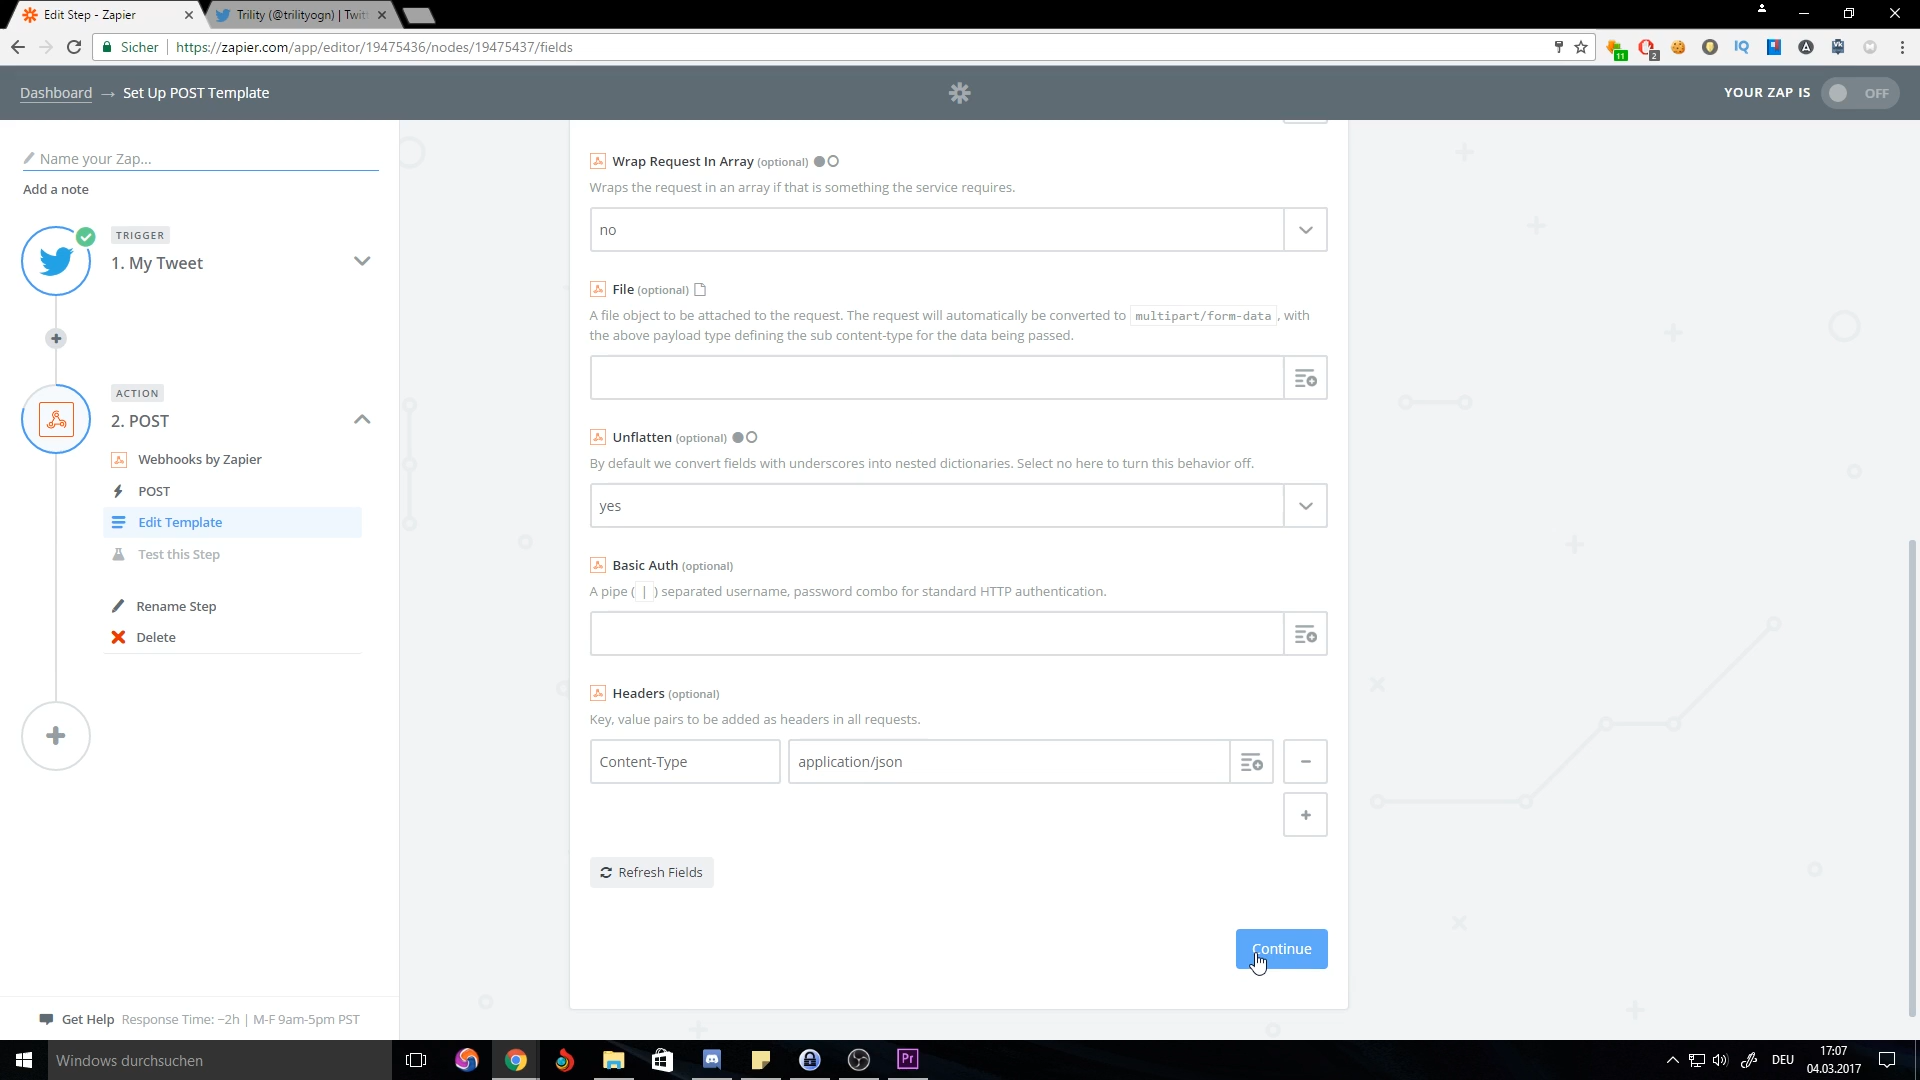 Edit Step - Zapier
Trility (@trilityogn) | Twit
Sicher
https://zapier.com/app/editor/19475436/nodes/19475437/fields
11
2
IQ
A
Dashboard → Set Up POST Template
YOUR ZAP IS
OFF
Name your Zap...
Add a note
TRIGGER
1. My Tweet
ACTION
2. POST
Webhooks by Zapier
POST
Edit Template
Test this Step
Rename Step
Delete
Get Help Response Time: ~2h | M-F 9am-5pm PST
Wrap Request In Array (optional)
Wraps the request in an array if that is something the service requires.
no
File (optional)
A file object to be attached to the request. The request will automatically be converted to multipart/form-data , with
the above payload type defining the sub content-type for the data being passed.
Unflatten (optional)
By default we convert fields with underscores into nested dictionaries. Select no here to turn this behavior off.
yes
Basic Auth (optional)
A pipe ( | ) separated username, password combo for standard HTTP authentication.
Headers (optional)
Key, value pairs to be added as headers in all requests.
Content-Type
application/json
Refresh Fields
Continue
Windows durchsuchen
Pr
DEU
17:07
04.03.2017